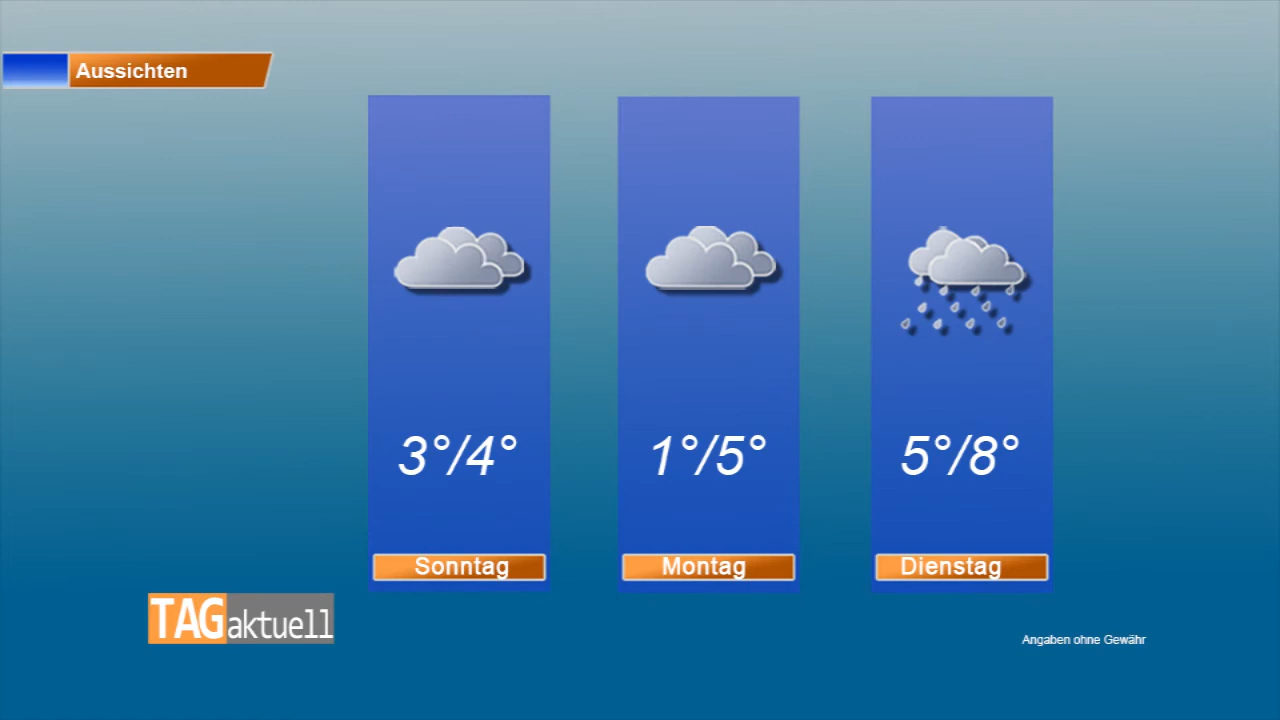 Aussichten
3°/4°
1°/5°
5°/8°
Sonntag
Montag
Dienstag
TAGaktuell
Angaben ohne Gewähr